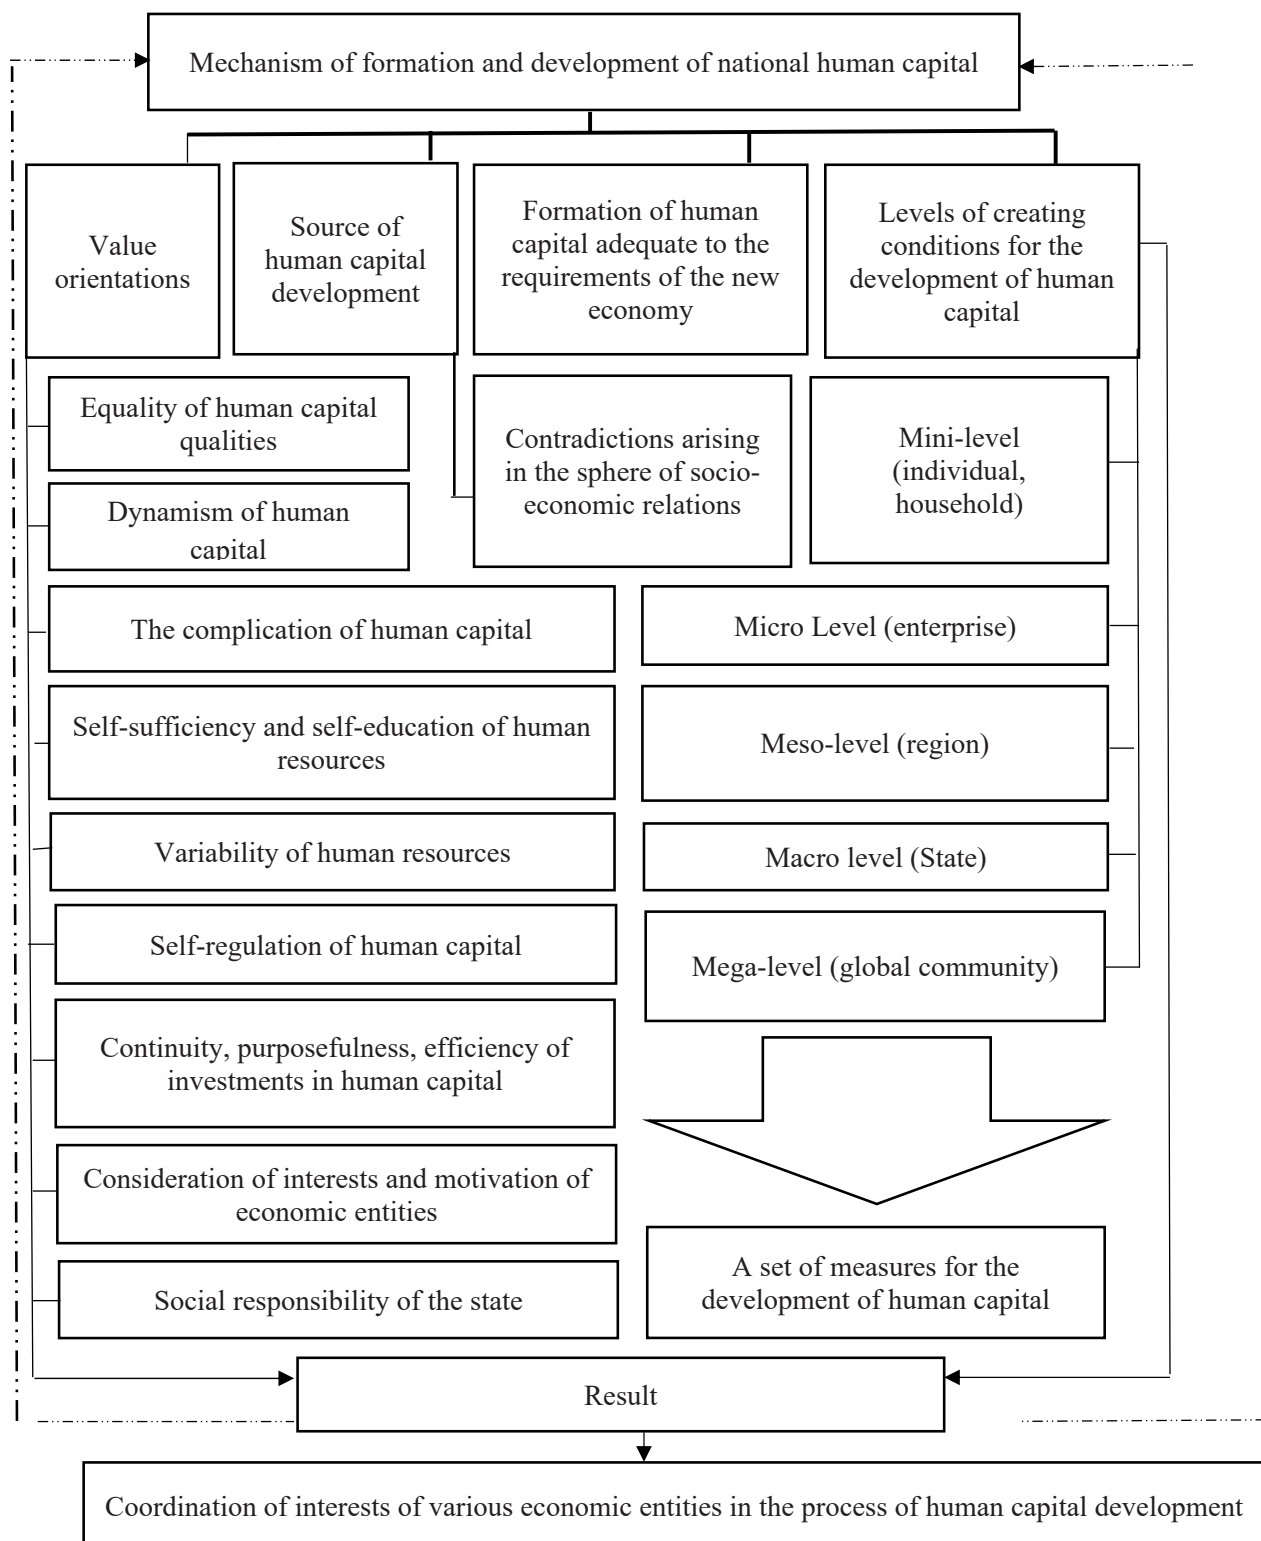 Mechanism of formation and development of national human capital
Value
orientations
Source of
human capital
development
Formation of human
capital adequate to the
requirements of the new
economy
Levels of creating
conditions for the
development of human
capital
Equality of human capital
qualities
Dynamism of human
capital
Contradictions arising
in the sphere of socio-
economic relations
Mini-level
(individual,
household)
The complication of human capital
Micro Level (enterprise)
Self-sufficiency and self-education of human
resources
Meso-level (region)
Variability of human resources
Macro level (State)
Self-regulation of human capital
Mega-level (global community)
Continuity, purposefulness, efficiency of
investments in human capital
Consideration of interests and motivation of
economic entities
Social responsibility of the state
A set of measures for the
development of human capital
Result
Coordination of interests of various economic entities in the process of human capital development